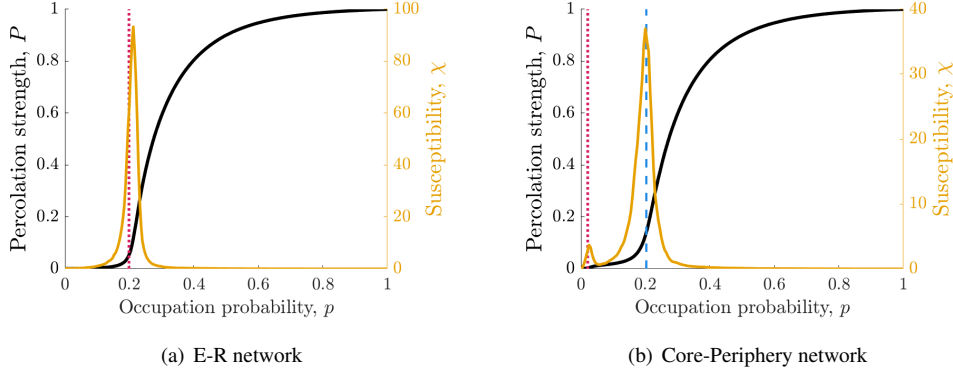 Percolation strength, P
1
0.8
0.6
0.4
0.2
0
0 0.2 0.4 0.6 0.8 1
Occupation probability, p
100
80
60
40
20
0
Susceptibility, χ
(a) E-R network
Percolation strength, P
1
0.8
0.6
0.4
0.2
0
0 0.2 0.4 0.6 0.8 1
Occupation probability, p
40
30
20
10
0
Susceptibility, χ
(b) Core-Periphery network